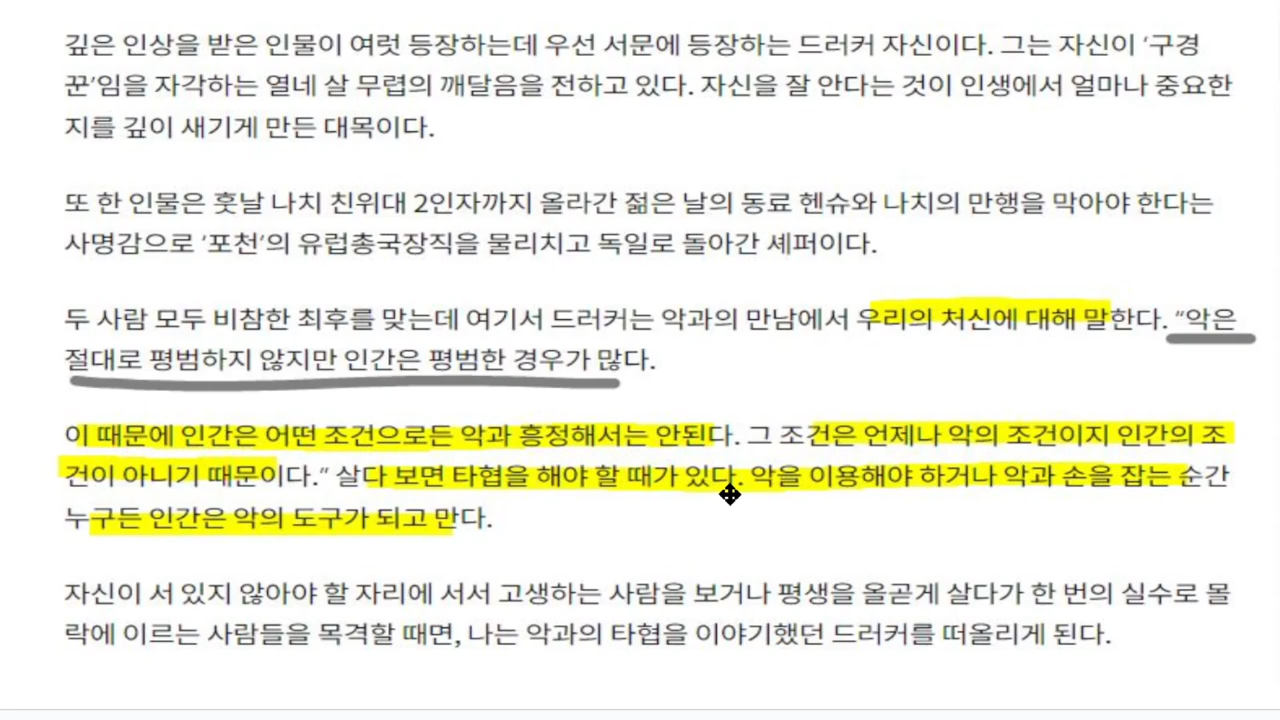 깊은 인상을 받은 인물이 여럿 등장하는데 우선 서문에 등장하는 드러커 자신이다. 그는 자신이 ‘구경
꾼’임을 자각하는 열네 살 무렵의 깨달음을 전하고 있다. 자신을 잘 안다는 것이 인생에서 얼마나 중요한
지를 깊이 새기게 만든 대목이다.
또 한 인물은 훗날 나치 친위대 2인자까지 올라간 젊은 날의 동료 헨슈와 나치의 만행을 막아야 한다는
사명감으로 ‘포천’의 유럽총국장직을 물리치고 독일로 돌아간 셰퍼이다.
두 사람 모두 비참한 최후를 맞는데 여기서 드러커는 악과의 만남에서 우리의 처신에 대해 말한다. “악은
절대로 평범하지 않지만 인간은 평범한 경우가 많다.
이 때문에 인간은 어떤 조건으로든 악과 흥정해서는 안된다. 그 조건은 언제나 악의 조건이지 인간의 조
건이 아니기 때문이다.” 살다 보면 타협을 해야 할 때가 있다. 악을 이용해야 하거나 악과 손을 잡는 순간
누구든 인간은 악의 도구가 되고 만다.
자신이 서 있지 않아야 할 자리에 서서 고생하는 사람을 보거나 평생을 올곧게 살다가 한 번의 실수로 몰
락에 이르는 사람들을 목격할 때면, 나는 악과의 타협을 이야기했던 드러커를 떠올리게 된다.